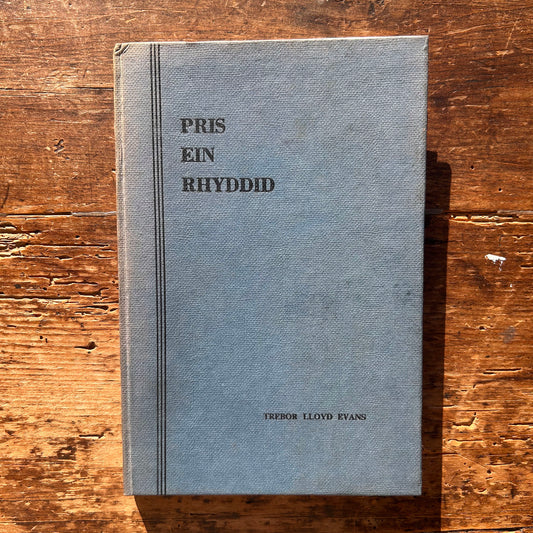 PRIS
EIN
RHYDDID
TREBOR LLOYD EVANS